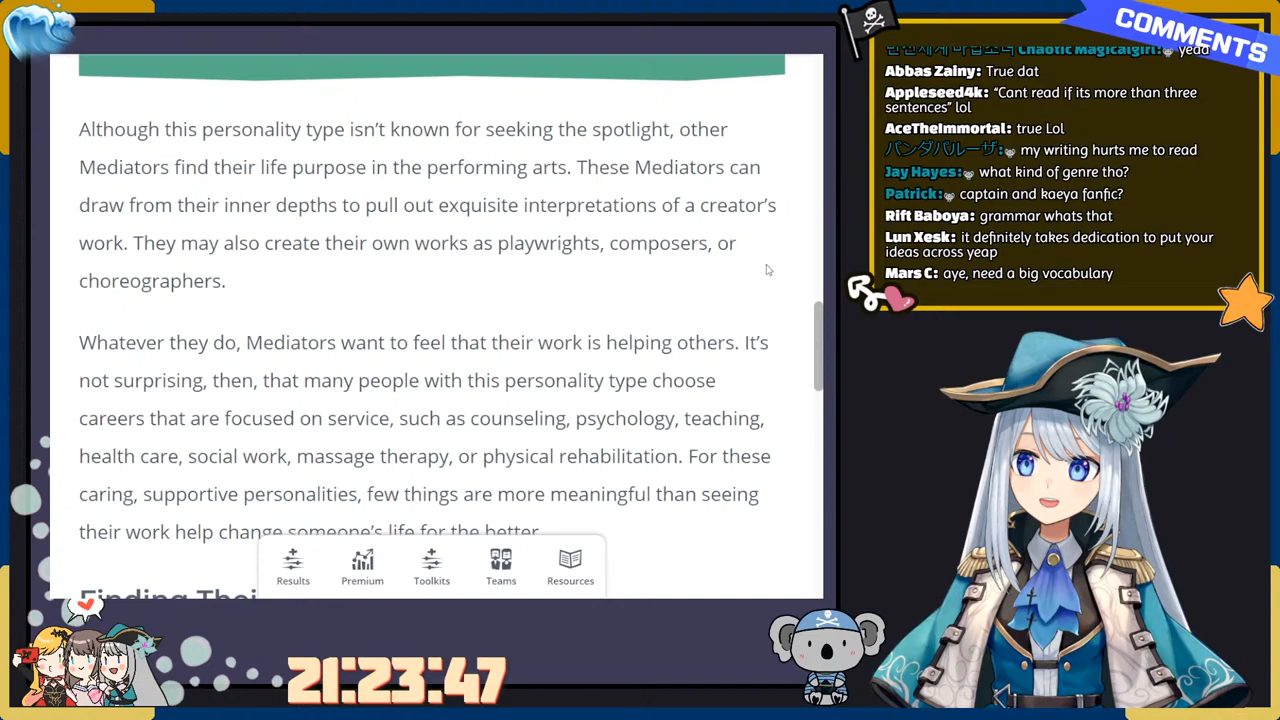 Although this personality type isn’t known for seeking the spotlight, other
Mediators find their life purpose in the performing arts. These Mediators can
draw from their inner depths to pull out exquisite interpretations of a creator’s
work. They may also create their own works as playwrights, composers, or
choreographers.
Whatever they do, Mediators want to feel that their work is helping others. It’s
not surprising, then, that many people with this personality type choose
careers that are focused on service, such as counseling, psychology, teaching,
health care, social work, massage therapy, or physical rehabilitation. For these
caring, supportive personalities, few things are more meaningful than seeing
their work help change someone’s life for the better.
Finding Thei
Results
Premium
Toolkits
Teams
Resources
21:23:47
COMMENTS
Chaotic Magicalgirl: yeaa
Abbas Zainy: True dat
Appleseed4k: “Cant read if its more than three
sentences” lol
AceTheImmortal: true Lol
パンダパルーザ: my writing hurts me to read
Jay Hayes: what kind of genre tho?
Patrick: captain and kaeya fanfic?
Rift Baboya: grammar whats that
Lun Xesk: it definitely takes dedication to put your
ideas across yeap
Mars C: aye, need a big vocabulary